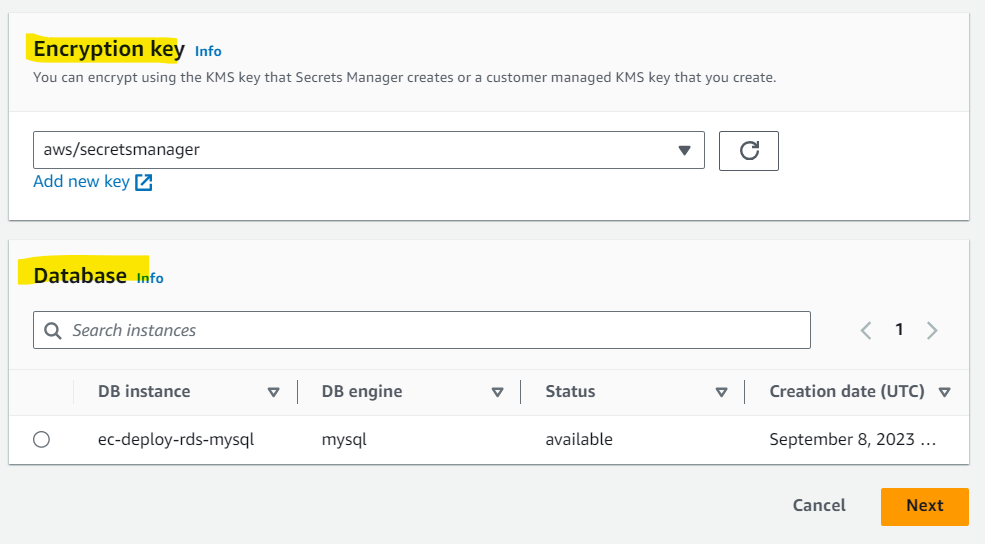 Encryption key Info
You can encrypt using the KMS key that Secrets Manager creates or a customer managed KMS key that you create.
aws/secretsmanager
Add new key
Database Info
Search instances
1
DB instance DB engine Status Creation date (UTC)
ec-deploy-rds-mysql mysql available September 8, 2023 ...
Cancel Next